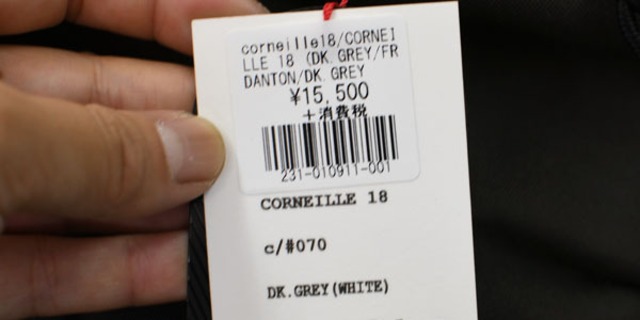 corneille18/CORNEI
LLE 18 (DK.GREY/FR
DANTON/DK.GREY
¥15,500
+消費税
231-010911-001
CORNEILLE 18
c/#070
DK.GREY(WHITE)